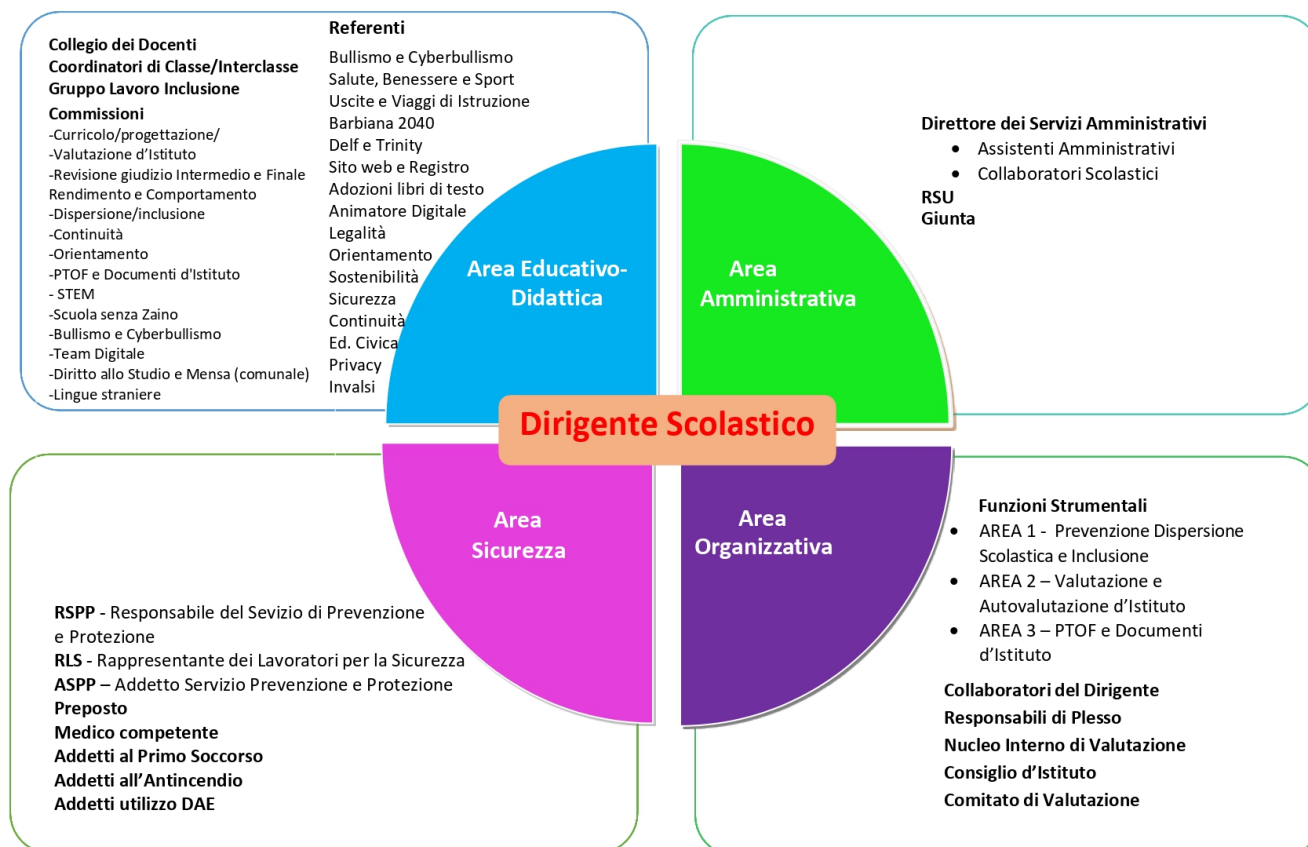 Collegio dei Docenti
Coordinatori di Classe/Interclasse
Gruppo Lavoro Inclusione
Commissioni
-Curricolo/progettazione/
-Valutazione d’Istituto
-Revisione giudizio Intermedio e Finale
Rendimento e Comportamento
-Dispersione/inclusione
-Continuità
-Orientamento
-PTOF e Documenti d'Istituto
- STEM
-Scuola senza Zaino
-Bullismo e Cyberbullismo
-Team Digitale
-Diritto allo Studio e Mensa (comunale)
-Lingue straniere
Referenti
Bullismo e Cyberbullismo
Salute, Benessere e Sport
Uscite e Viaggi di Istruzione
Barbiana 2040
Delf e Trinity
Sito web e Registro
Adozioni libri di testo
Animatore Digitale
Legalità
Orientamento
Sostenibilità
Sicurezza
Continuità
Ed. Civica
Privacy
Invalsi
Area Educativo-
Didattica
Area
Amministrativa
Direttore dei Servizi Amministrativi
• Assistenti Amministrativi
• Collaboratori Scolastici
RSU
Giunta
Dirigente Scolastico
Area
Sicurezza
RSPP - Responsabile del Sevizio di Prevenzione
e Protezione
RLS - Rappresentante dei Lavoratori per la Sicurezza
ASPP – Addetto Servizio Prevenzione e Protezione
Preposto
Medico competente
Addetti al Primo Soccorso
Addetti all’Antincendio
Addetti utilizzo DAE
Area
Organizzativa
Funzioni Strumentali
• AREA 1 - Prevenzione Dispersione
Scolastica e Inclusione
• AREA 2 – Valutazione e
Autovalutazione d’Istituto
• AREA 3 – PTOF e Documenti
d’Istituto
Collaboratori del Dirigente
Responsabili di Plesso
Nucleo Interno di Valutazione
Consiglio d’Istituto
Comitato di Valutazione